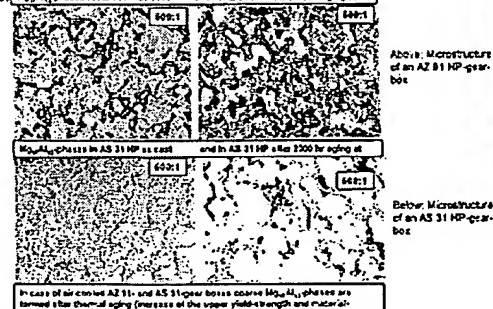 600:1
Above: Microstructure
of an AZ 91 HP-gear-
box
Mg₁₇Al₁₂-phases in AS 31 HP as cast and in AS 31 HP after 2300 hr aging at
600:1 600:1
Below: Microstructure
of an AS 31 HP-gear-
box
In case of air-cooled AZ 91- and AS 31-gear boxes coarse Mg₁₇Al₁₂-phases are
formed after thermal aging (increase of the upper yield-strength and material-